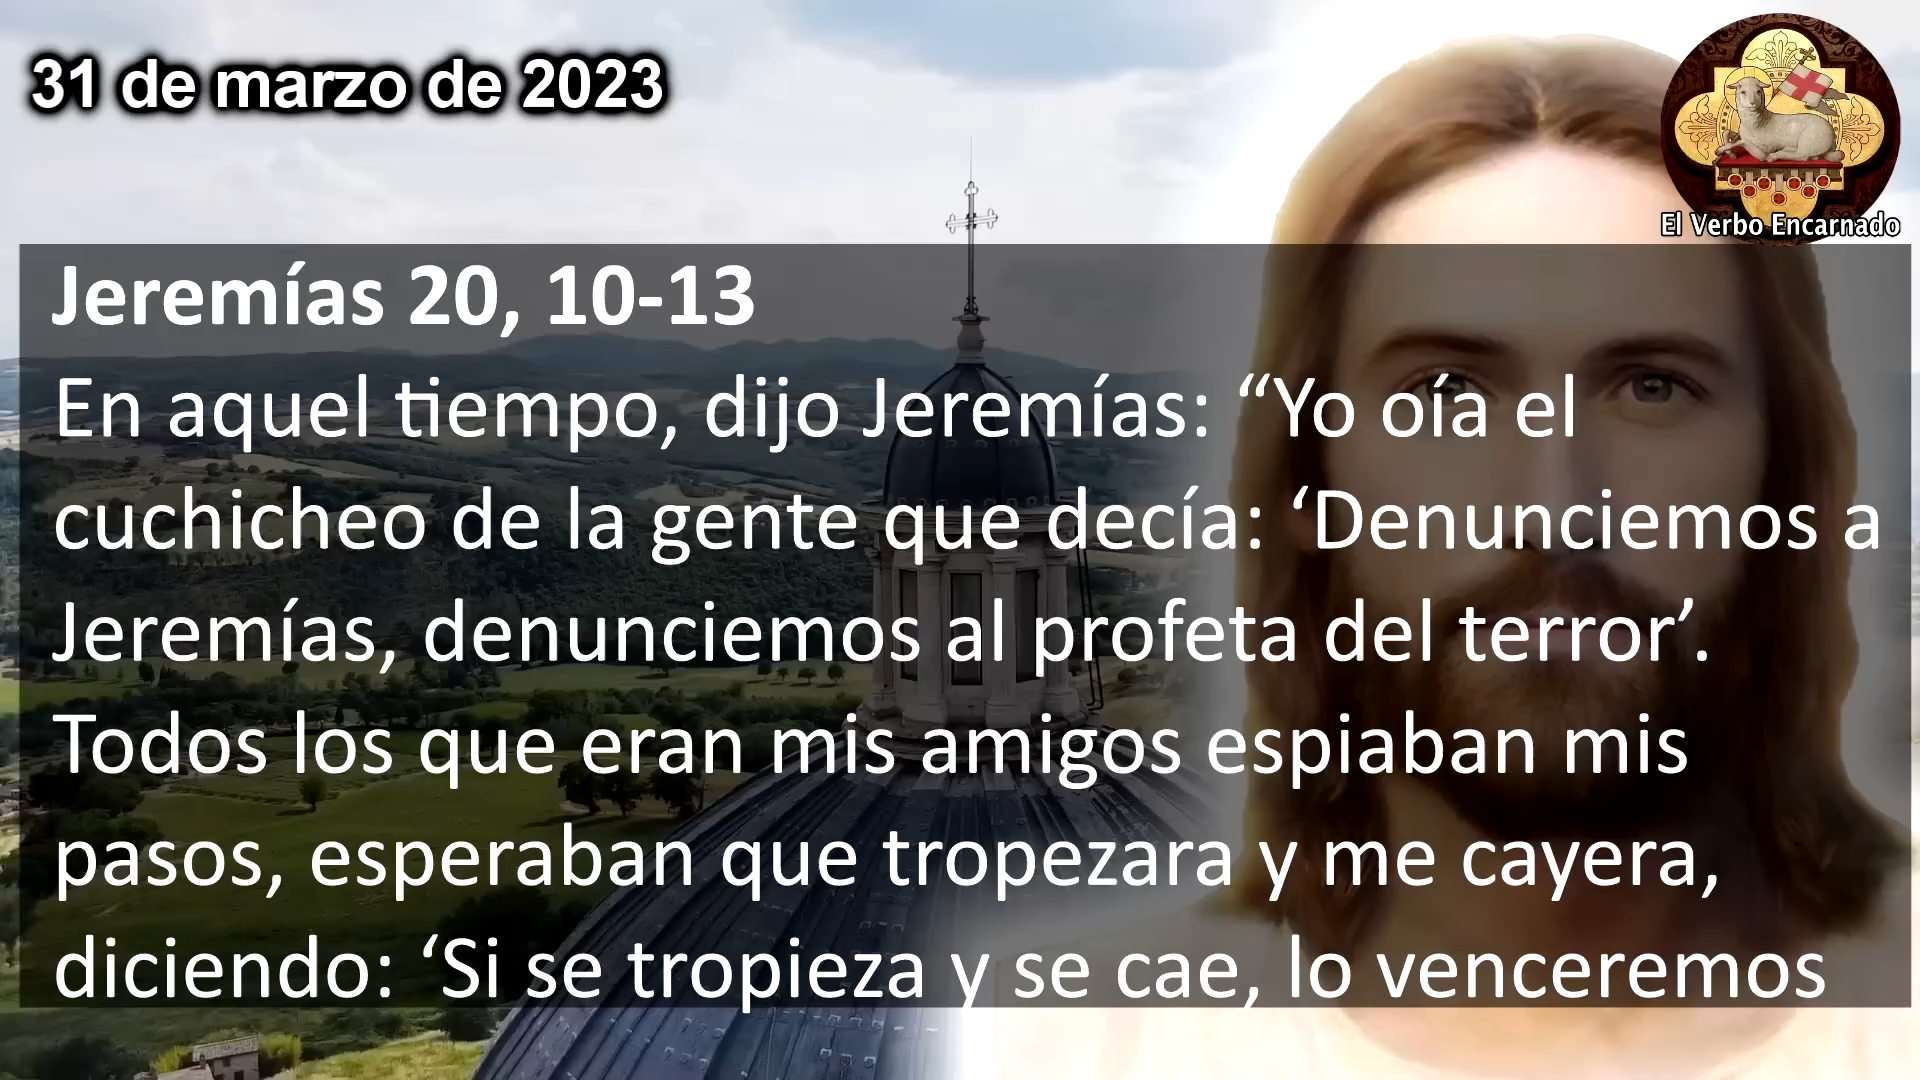 31 de marzo de 2023
El Verbo Encarnado
Jeremías 20, 10-13
En aquel tiempo, dijo Jeremías: “Yo oía el
cuchicheo de la gente que decía: ‘Denunciemos a
Jeremías, denunciemos al profeta del terror’.
Todos los que eran mis amigos espiaban mis
pasos, esperaban que tropezara y me cayera,
diciendo: ‘Si se tropieza y se cae, lo venceremos